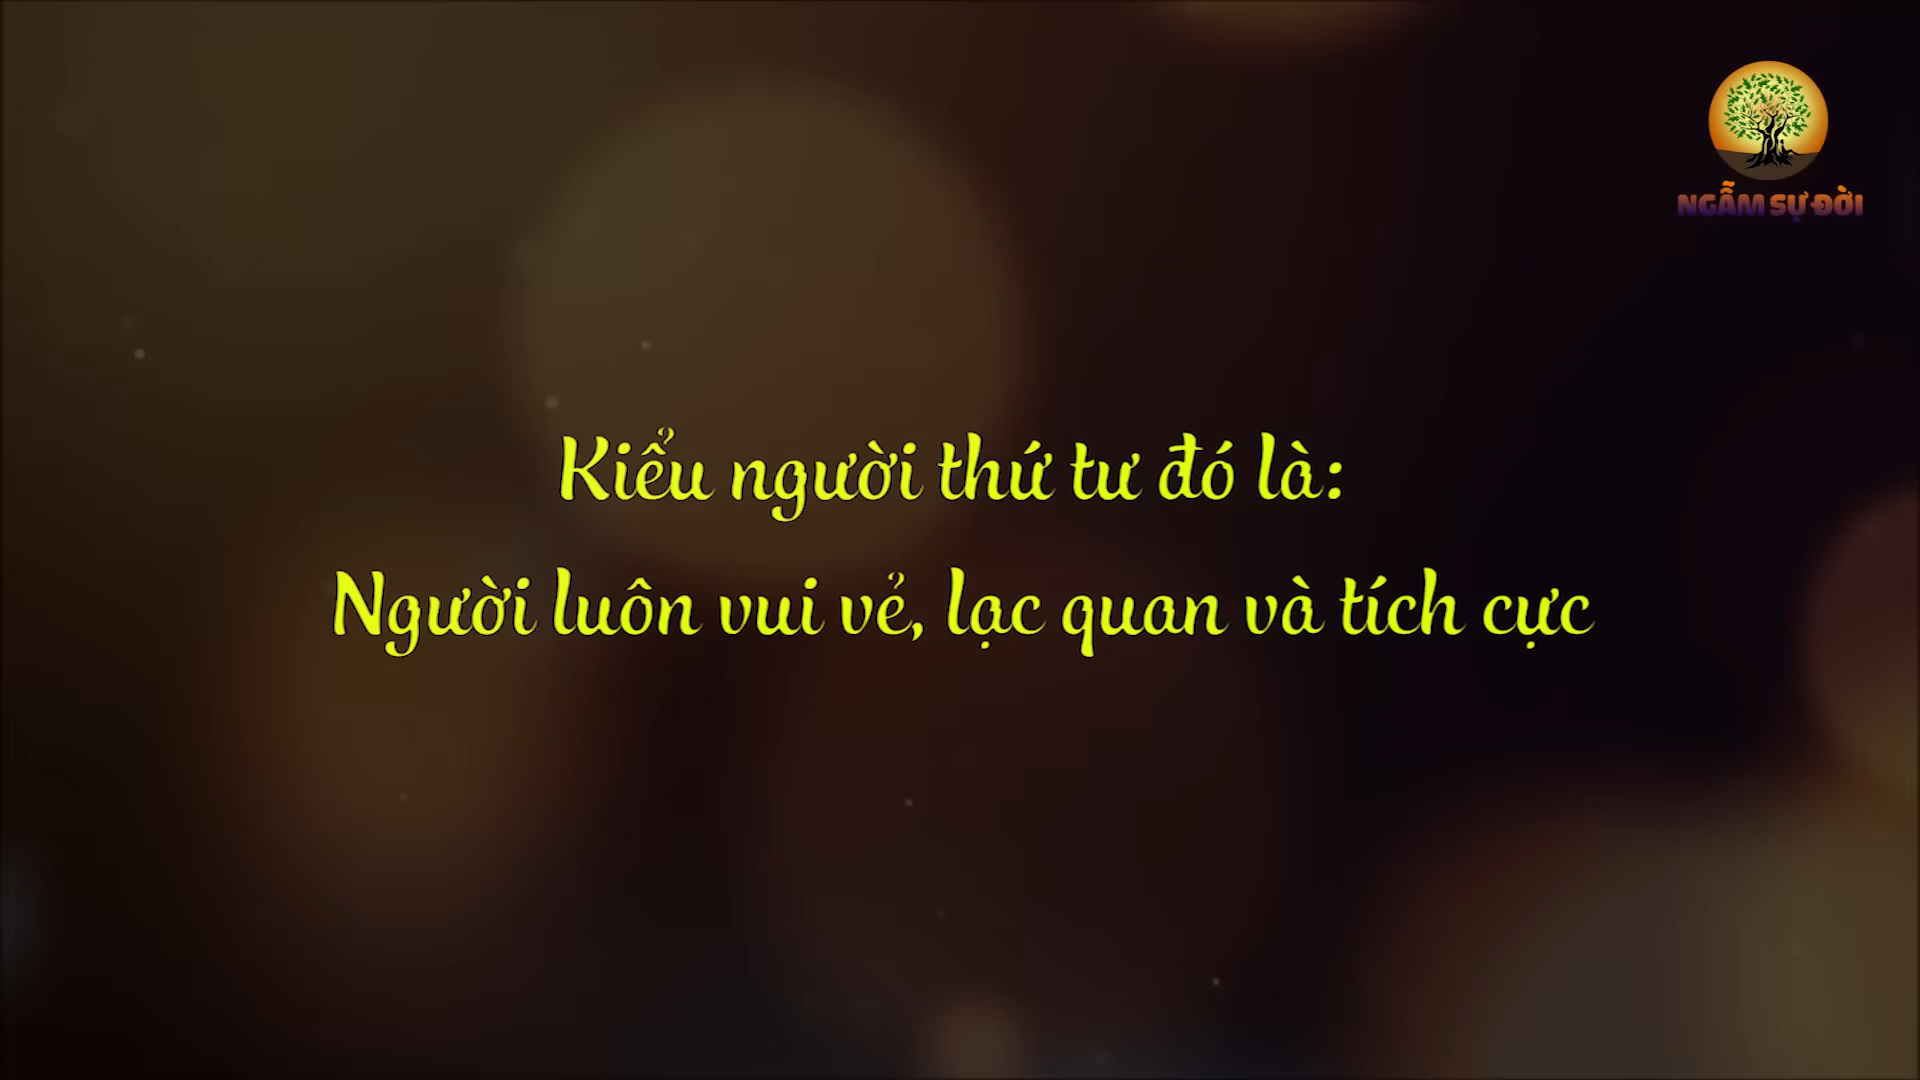 NGẪM SỰ ĐỜI
Kiểu người thứ tư đó là:
Người luôn vui vẻ, lạc quan và tích cực